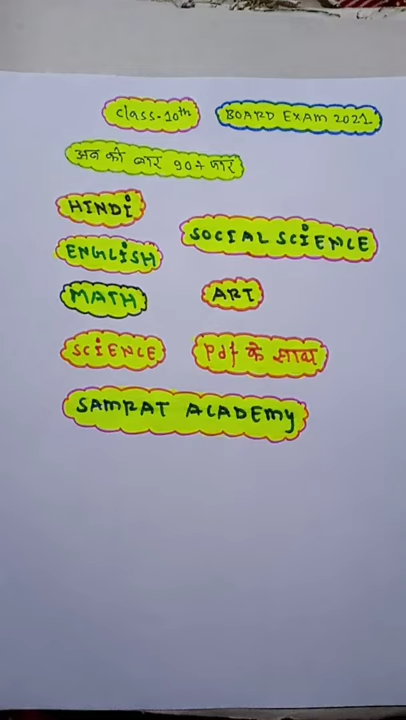 class-10th BOARD EXAM 2021
अब की बार 90+ पार
HINDi
SOCIAL SCiENCE
ENGLiSH
MATH
ART
SCiENCE
Pdf के साथ
SAMRAT ACADEMY